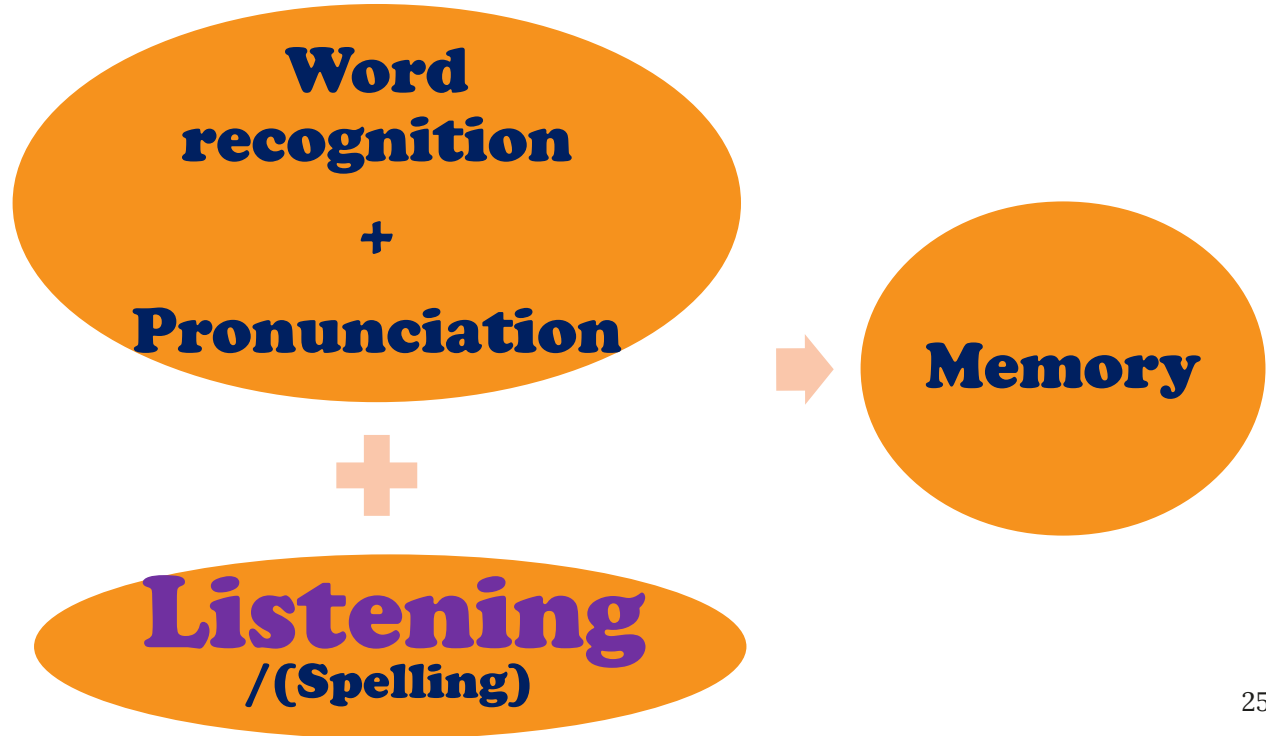 Word
recognition
+
Pronunciation
Memory
Listening
/(Spelling)
25